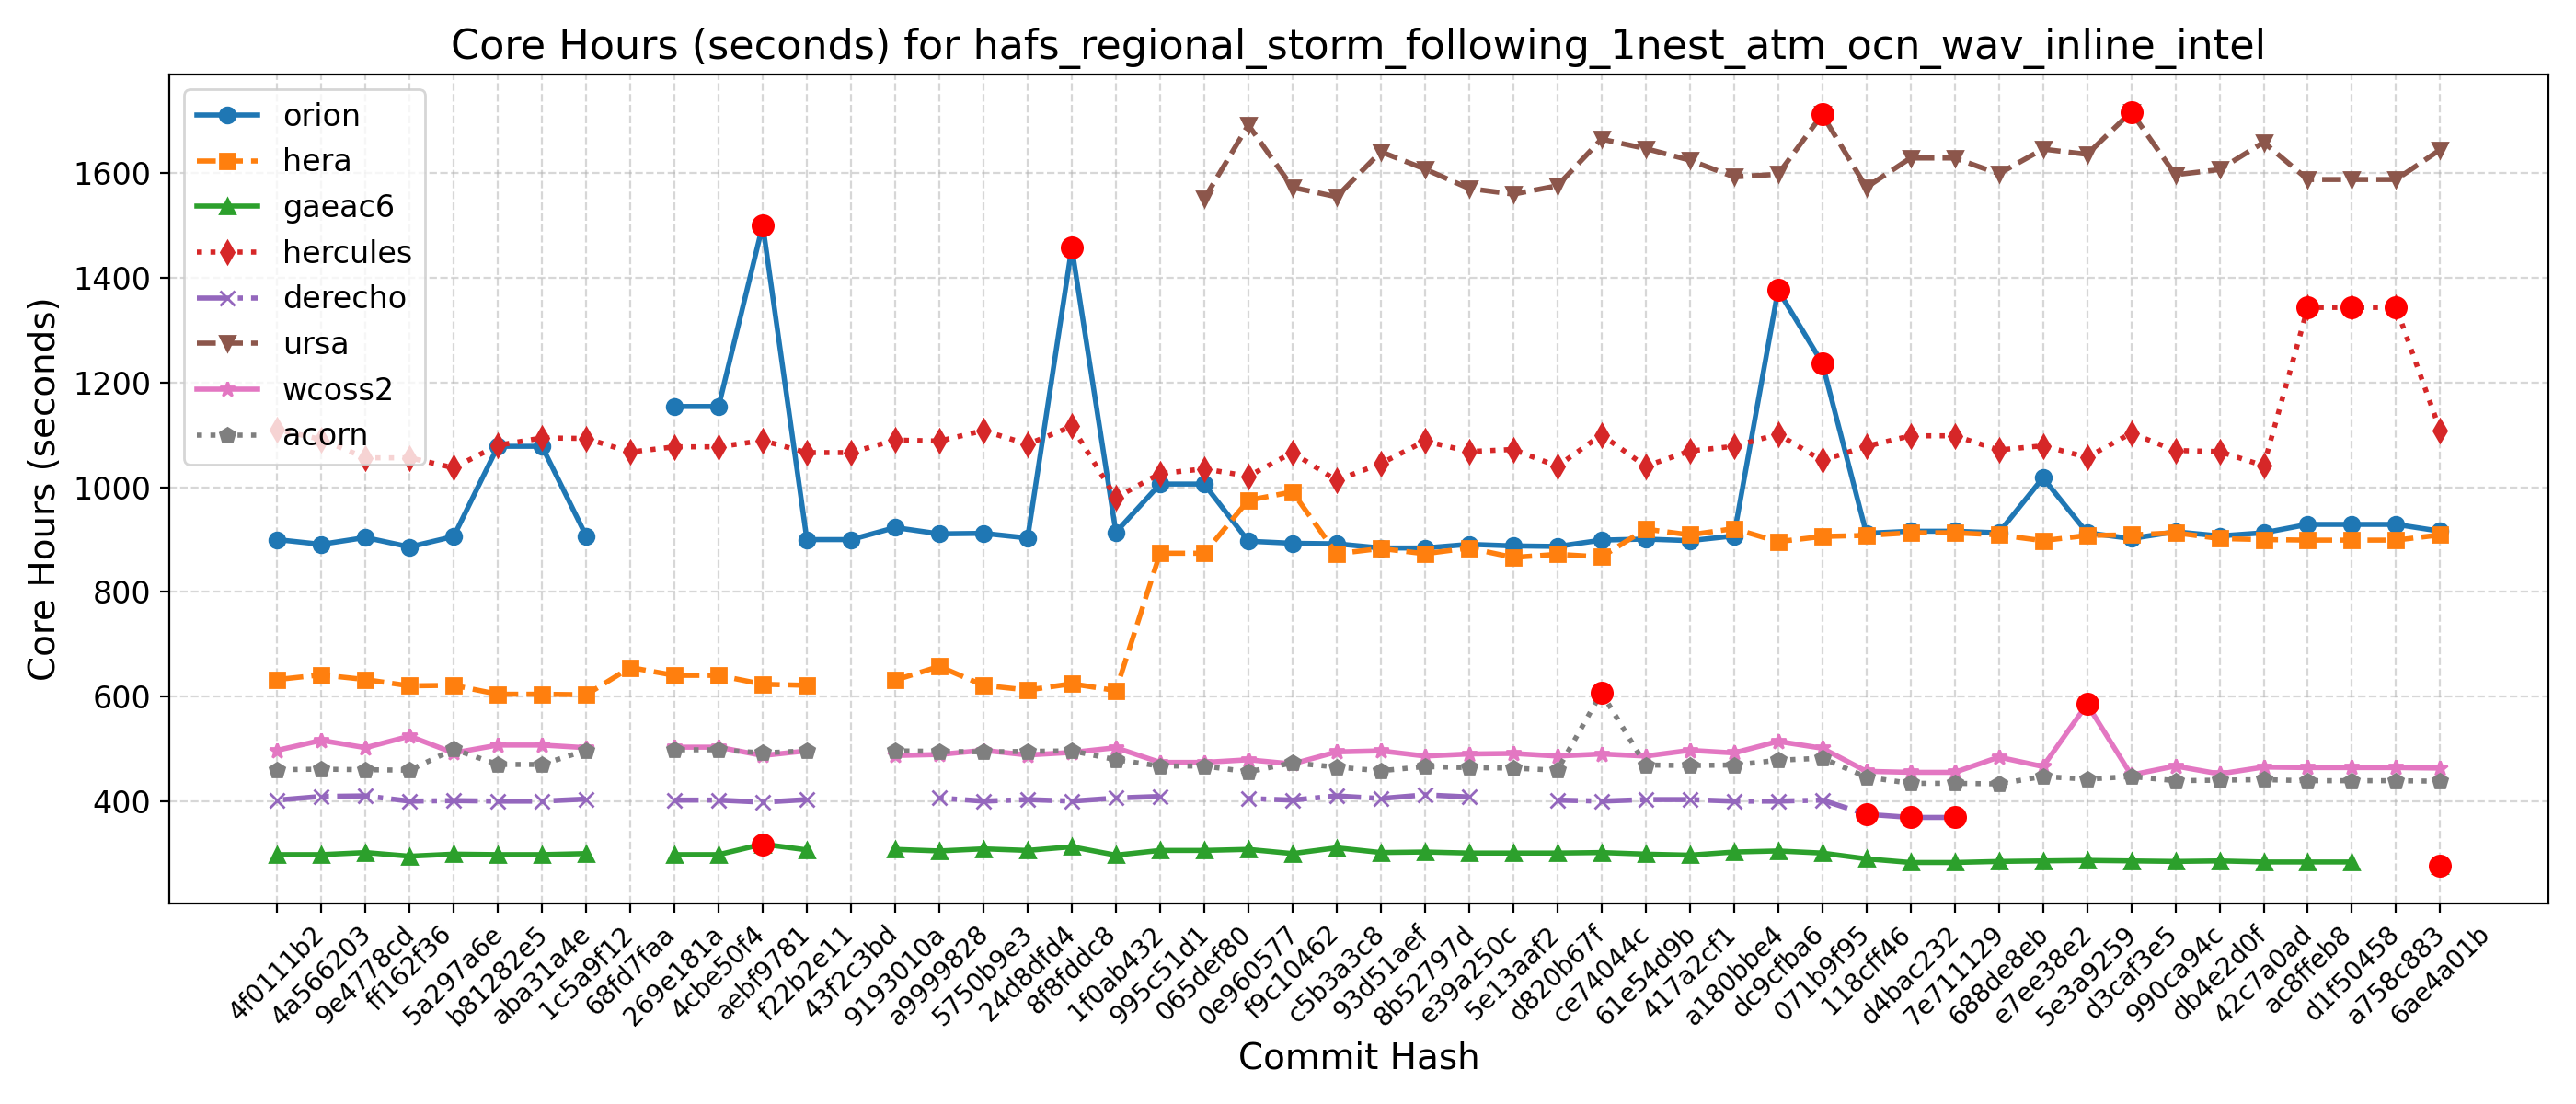 Core Hours (seconds) for hafs_regional_storm_following_1nest_atm_ocn_wav_inline_intel
Core Hours (seconds)
1600
1400
1200
1000
800
600
400
orion
hera
gaeac6
hercules
derecho
ursa
wcoss2
acorn
4f0111b2
4a566203
9e4778cd
ff162f36
5a297a6e
b81282e5
aba31a4e
1c5a9f12
68fd7faa
269e181a
4cbe50f4
aebf9781
f22b2e11
43f2c3bd
9193010a
a9999828
5750b9e3
24d8dfd4
8f8fddc8
1f0ab432
995c51d1
065def80
0e960577
f9c10462
c5b3a3c8
93d51aef
8b52797d
e39a250c
5e13aaf2
d820b67f
ce74044c
61e54d9b
417a2cf1
a180bbe4
dc9cfba6
071b9f95
118cff46
d4bac232
7e711129
688de8eb
e7ee38e2
5e3a9259
d3caf3e5
990ca94c
db4e2d0f
42c7a0ad
ac8ffeb8
d1f50458
a758c883
6ae4a01b
Commit Hash